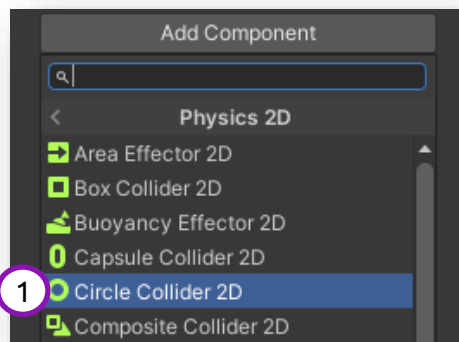 Add Component
Physics 2D
Area Effector 2D
Box Collider 2D
Buoyancy Effector 2D
Capsule Collider 2D
1 Circle Collider 2D
Composite Collider 2D